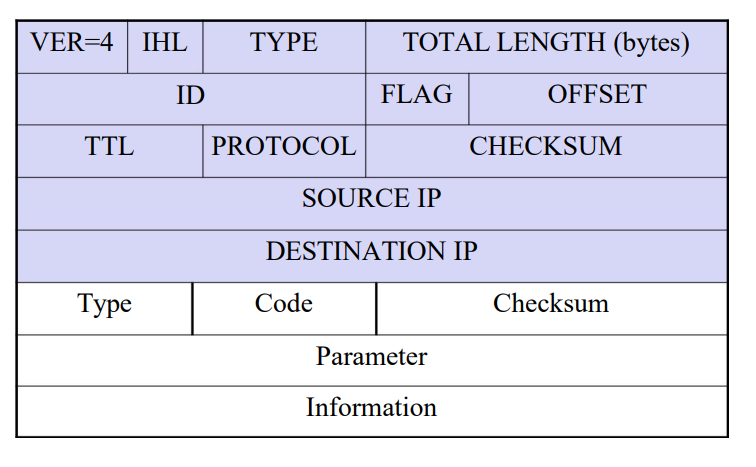 VER=4 IHL TYPE TOTAL LENGTH (bytes)
ID FLAG OFFSET
TTL PROTOCOL CHECKSUM
SOURCE IP
DESTINATION IP
Type Code Checksum
Parameter
Information